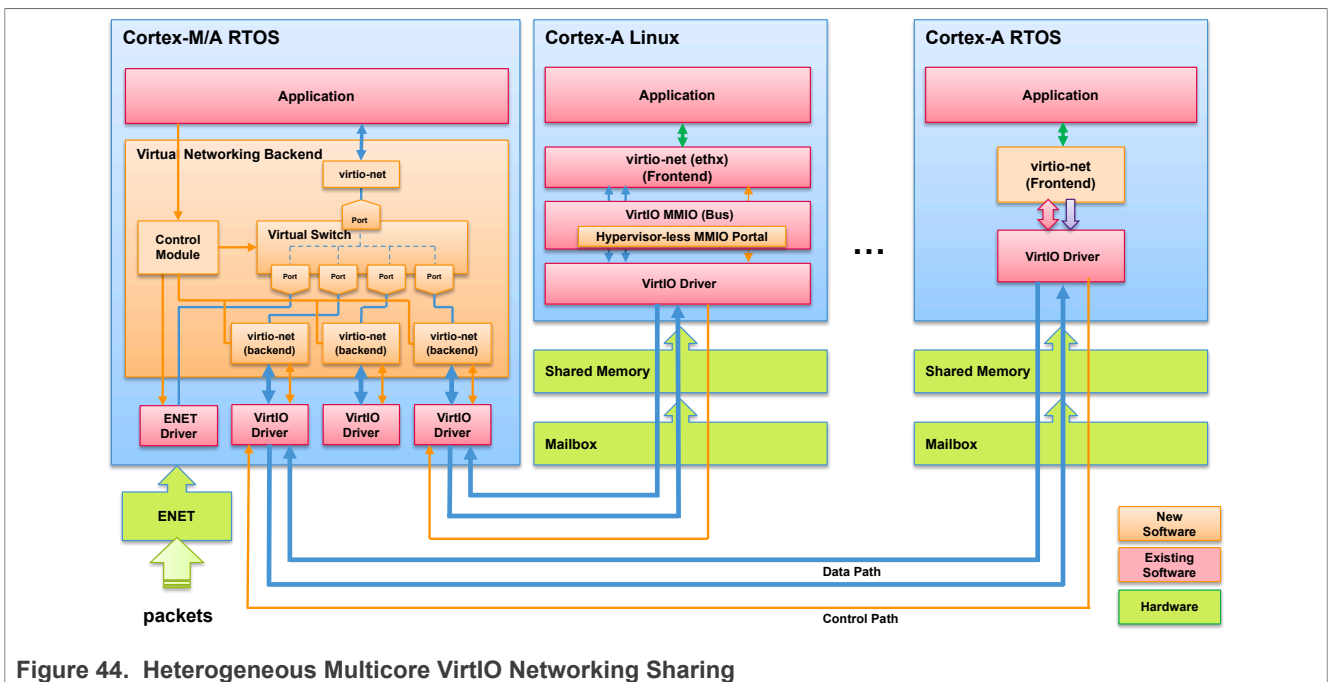 Cortex-M/A RTOS
Application
Virtual Networking Backend
virtio-net
Port
Control
Module
Virtual Switch
Port
Port
Port
Port
virtio-net
(backend)
virtio-net
(backend)
virtio-net
(backend)
ENET
Driver
VirtIO
Driver
VirtIO
Driver
VirtIO
Driver
ENET
packets
Cortex-A Linux
Application
virtio-net (ethx)
(Frontend)
VirtIO MMIO (Bus)
Hypervisor-less MMIO Portal
VirtIO Driver
Shared Memory
Mailbox
...
Cortex-A RTOS
Application
virtio-net
(Frontend)
VirtIO Driver
Shared Memory
Mailbox
Data Path
Control Path
New
Software
Existing
Software
Hardware
Figure 44. Heterogeneous Multicore VirtIO Networking Sharing